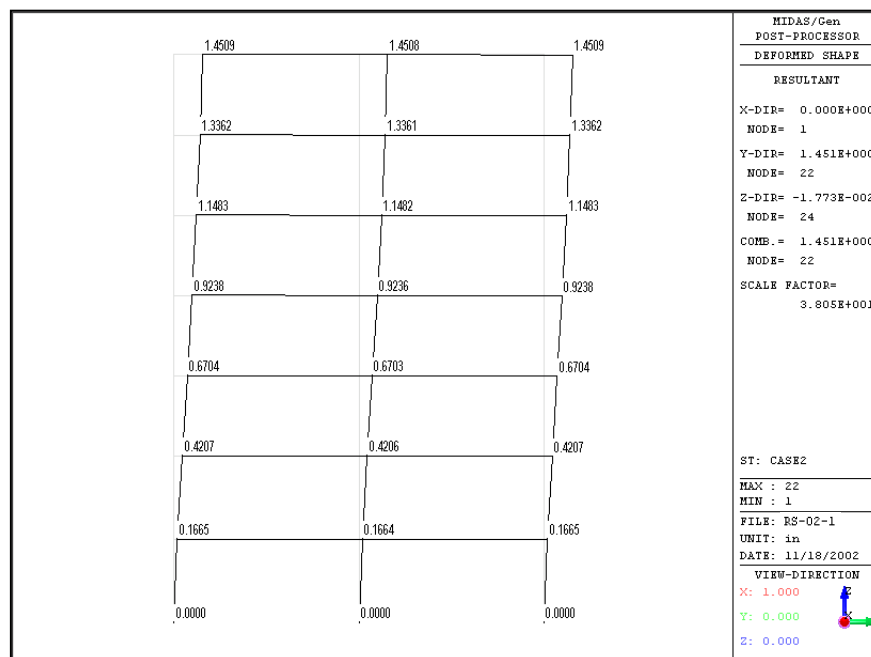 1.4509 1.4508 1.4509
1.3362 1.3361 1.3362
1.1483 1.1482 1.1483
0.9238 0.9236 0.9238
0.6704 0.6703 0.6704
0.4207 0.4206 0.4207
0.1665 0.1664 0.1665
0.0000 0.0000 0.0000
MIDAS/Gen
POST-PROCESSOR
DEFORMED SHAPE
RESULTANT
X-DIR= 0.000E+000
NODE= 1
Y-DIR= 1.451E+000
NODE= 22
Z-DIR= -1.773E-002
NODE= 24
COMB.= 1.451E+000
NODE= 22
SCALE FACTOR=
3.805E+001
ST: CASE2
MAX : 22
MIN : 1
FILE: RS-02-1
UNIT: in
DATE: 11/18/2002
VIEW-DIRECTION
X: 1.000
Y: 0.000
Z: 0.000
Z
X